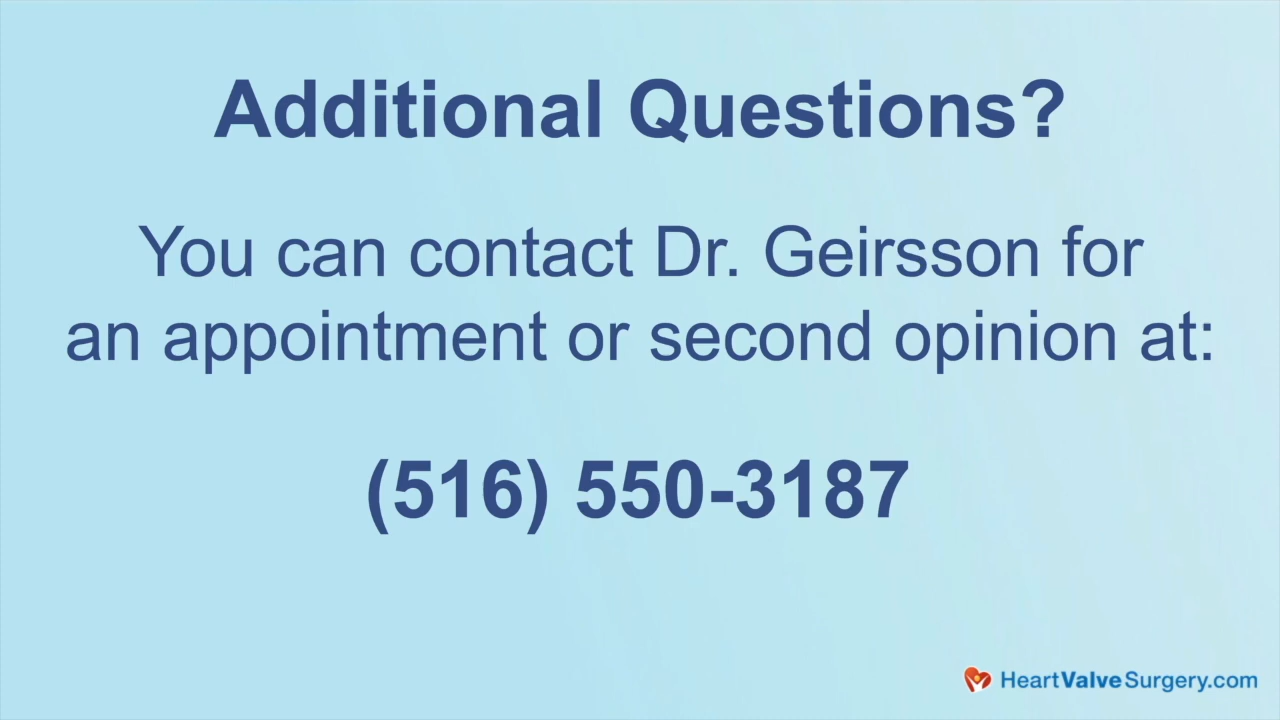 Additional Questions?
You can contact Dr. Geirsson for
an appointment or second opinion at:
(516) 550-3187
HeartValveSurgery.com